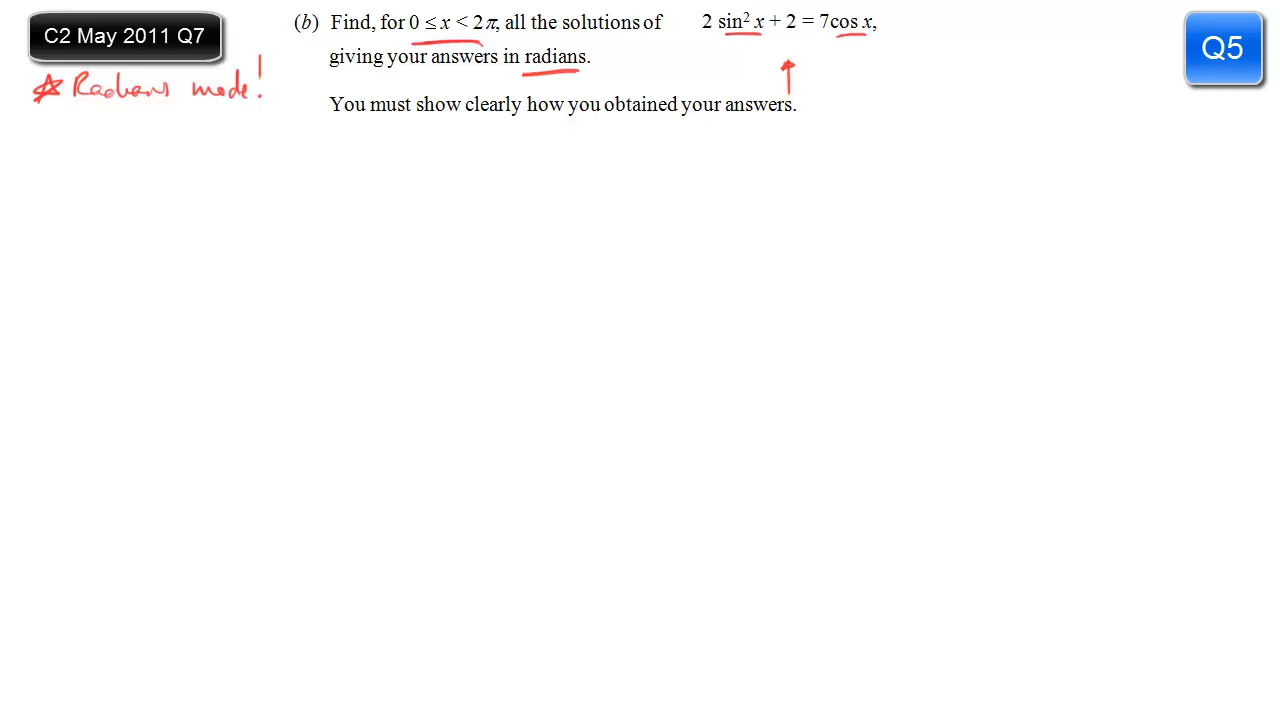 C2 May 2011 Q7
(b) Find, for 0 ≤ x < 2π, all the solutions of 2 sin² x + 2 = 7cos x,
Q5
giving your answers in radians.
☆ Radians mode!
You must show clearly how you obtained your answers.